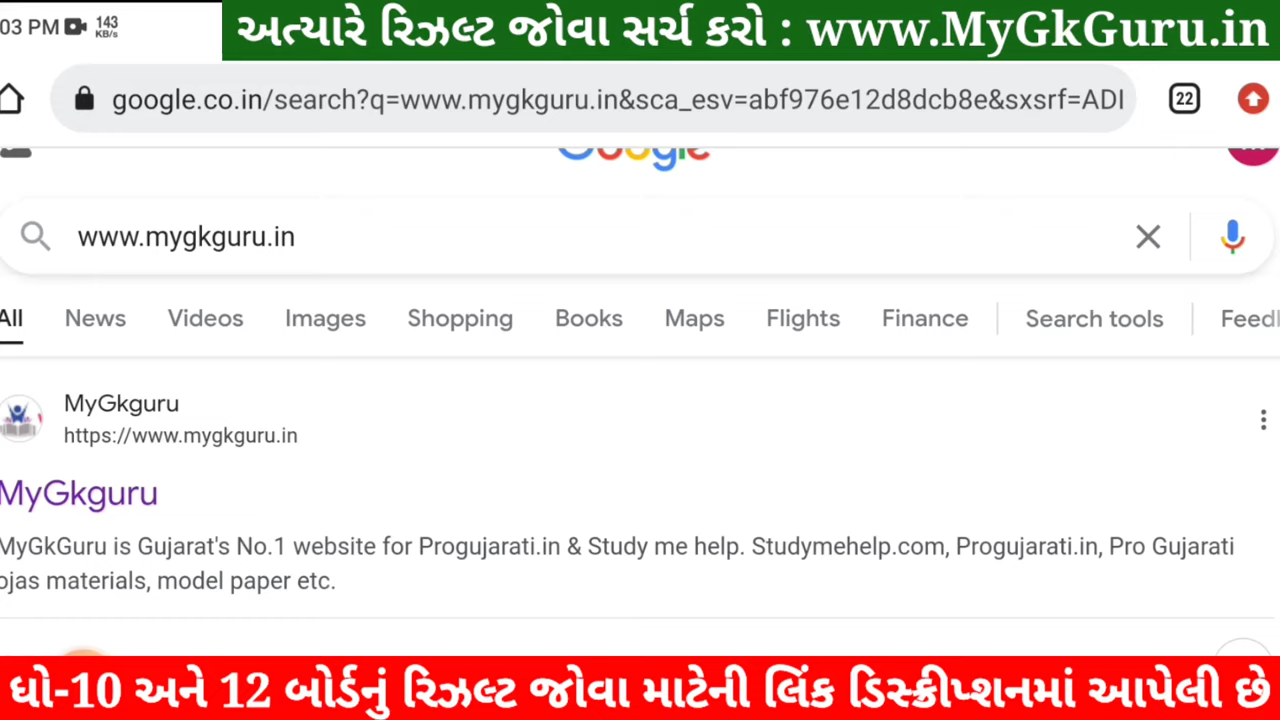 અત્યારે રિઝલ્ટ જોવા સર્ચ કરો : www.MyGkGuru.in
03 PM 143 KB/s
google.co.in/search?q=www.mygkguru.in&sca_esv=abf976e12d8dcb8e&sxsrf=ADI
22
www.mygkguru.in
All News Videos Images Shopping Books Maps Flights Finance Search tools Feed
MyGkguru
https://www.mygkguru.in
MyGkguru
MyGkGuru is Gujarat's No.1 website for Progujarati.in & Study me help. Studymehelp.com, Progujarati.in, Pro Gujarati
ojas materials, model paper etc.
ધો-10 અને 12 બોર્ડનું રિઝલ્ટ જોવા માટેની લિંક ડિસ્ક્રીપ્શનમાં આપેલી છે